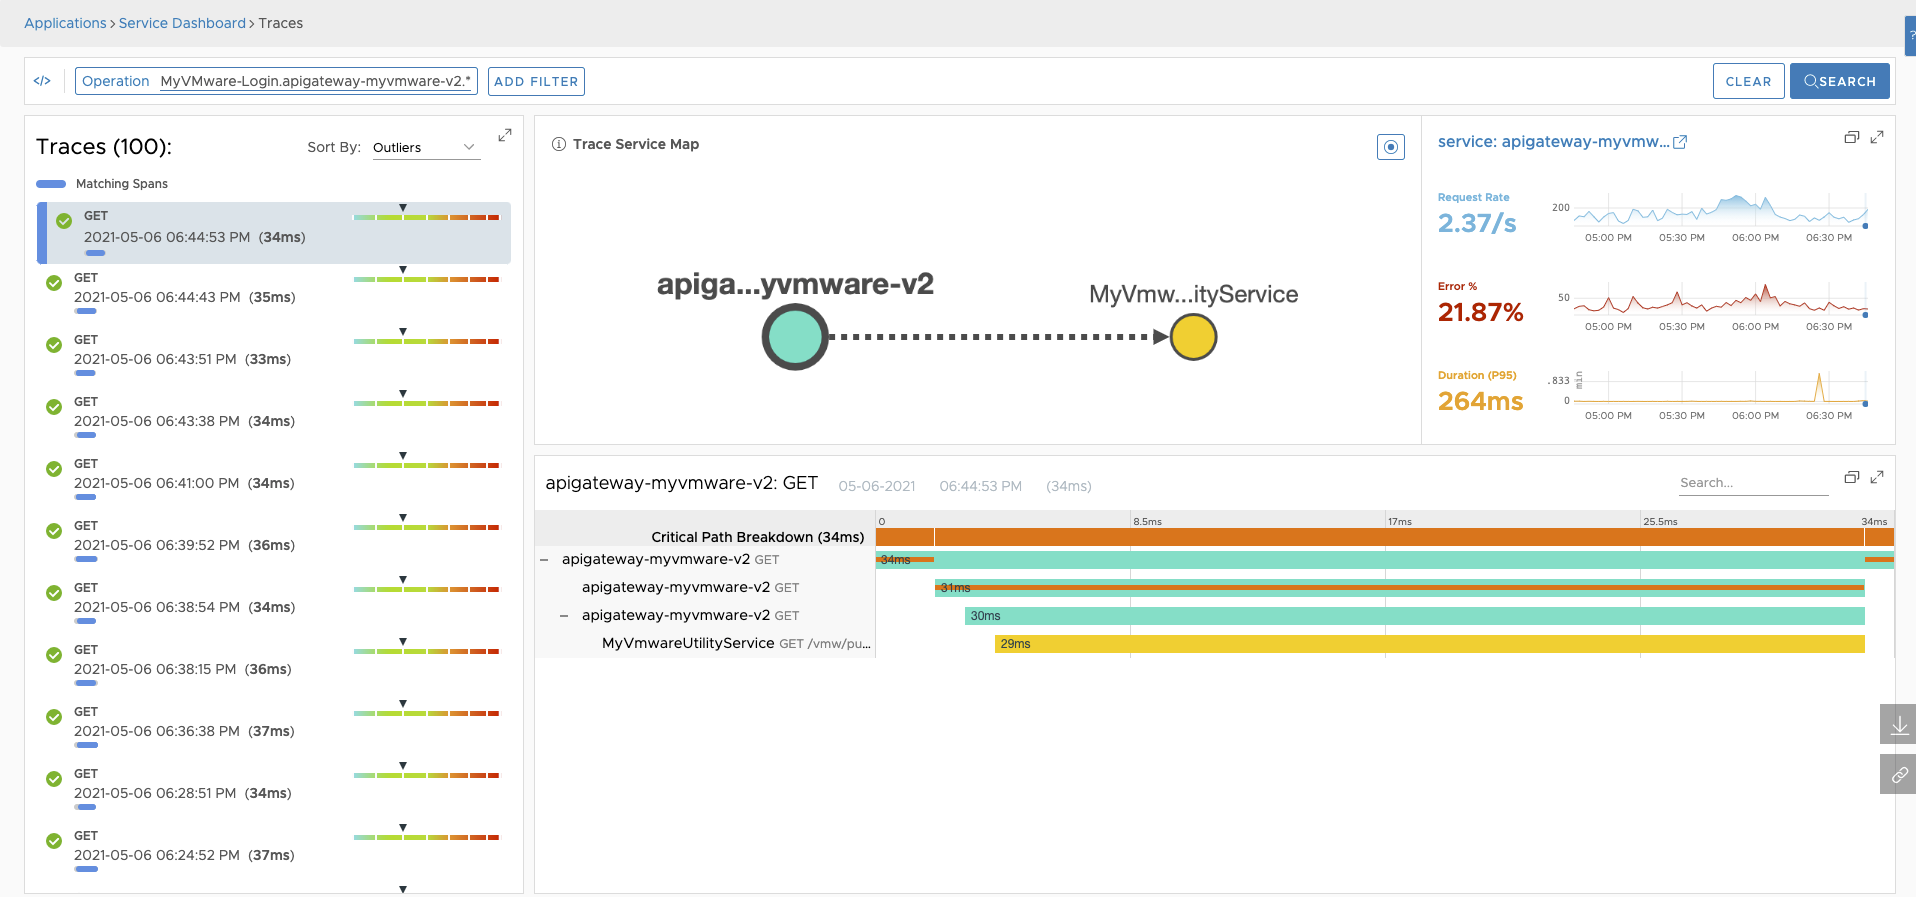 Applications > Service Dashboard > Traces
?
</> Operation MyVMware-Login.apigateway-myvmware-v2.* ADD FILTER CLEAR SEARCH
Traces (100): Sort By: Outliers
Matching Spans
GET
2021-05-06 06:44:53 PM (34ms)
GET
2021-05-06 06:44:43 PM (35ms)
GET
2021-05-06 06:43:51 PM (33ms)
GET
2021-05-06 06:43:38 PM (34ms)
GET
2021-05-06 06:41:00 PM (34ms)
GET
2021-05-06 06:39:52 PM (36ms)
GET
2021-05-06 06:38:54 PM (34ms)
GET
2021-05-06 06:38:15 PM (36ms)
GET
2021-05-06 06:36:38 PM (37ms)
GET
2021-05-06 06:28:51 PM (34ms)
GET
2021-05-06 06:24:52 PM (37ms)
Trace Service Map
apiga...yvmware-v2
MyVmw...ityService
service: apigateway-myvmw...
Request Rate
2.37/s
200
05:00 PM 05:30 PM 06:00 PM 06:30 PM
Error %
21.87%
50
05:00 PM 05:30 PM 06:00 PM 06:30 PM
Duration (P95)
264ms
.833 min
0
05:00 PM 05:30 PM 06:00 PM 06:30 PM
apigateway-myvmware-v2: GET 05-06-2021 06:44:53 PM (34ms) Search...
0 8.5ms 17ms 25.5ms 34ms
Critical Path Breakdown (34ms)
apigateway-myvmware-v2 GET 34ms
apigateway-myvmware-v2 GET 31ms
apigateway-myvmware-v2 GET 30ms
MyVmwareUtilityService GET /vmw/pu... 29ms